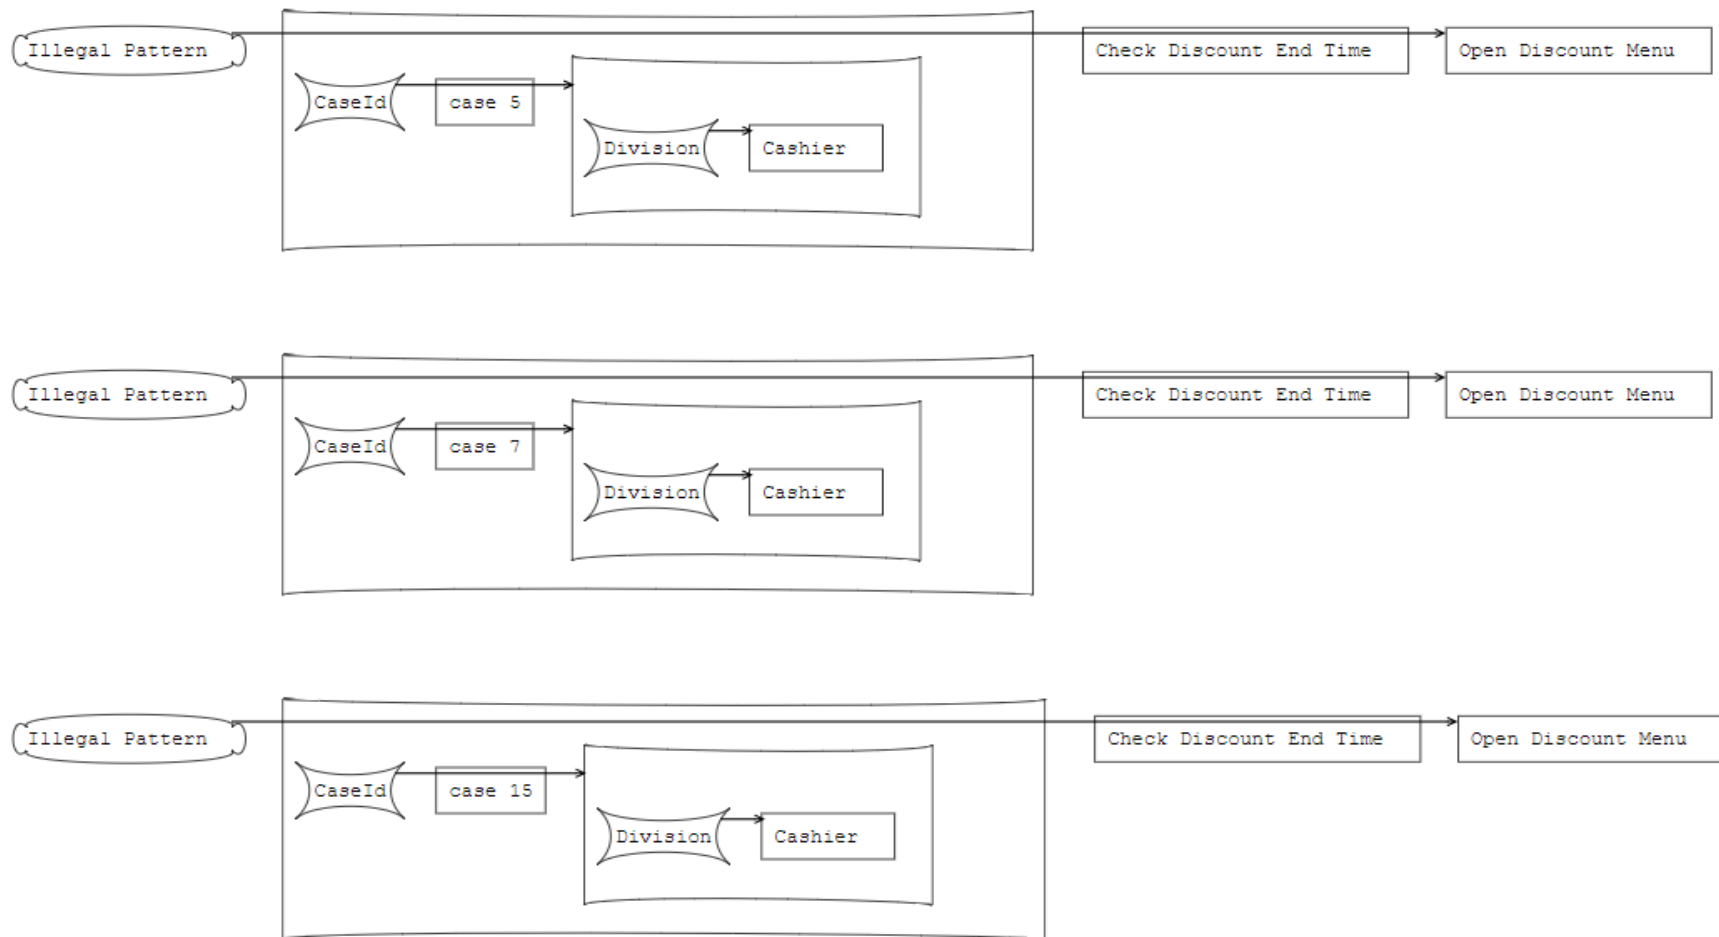 Illegal Pattern Check Discount End Time Open Discount Menu
CaseId case 5
Division Cashier
Illegal Pattern Check Discount End Time Open Discount Menu
CaseId case 7
Division Cashier
Illegal Pattern Check Discount End Time Open Discount Menu
CaseId case 15
Division Cashier